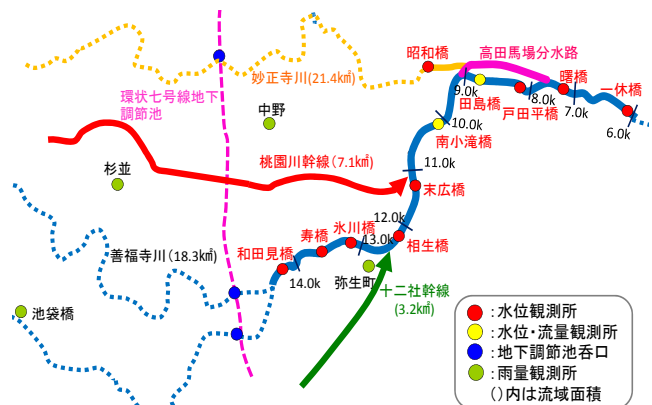 昭和橋
高田馬場分水路
妙正寺川(21.4k㎡)
9.0k
田島橋
戸田平橋
8.0k
曙橋
7.0k
一休橋
6.0k
環状七号線地下
調節池
中野
10.0k
南小滝橋
桃園川幹線(7.1k㎡)
11.0k
杉並
末広橋
12.0k
善福寺川(18.3k㎡)
和田見橋
寿橋
氷川橋
13.0k
相生橋
14.0k
弥生町
十二社幹線
(3.2k㎡)
池袋橋
:水位観測所
:水位・流量観測所
:地下調節池呑口
:雨量観測所
()内は流域面積